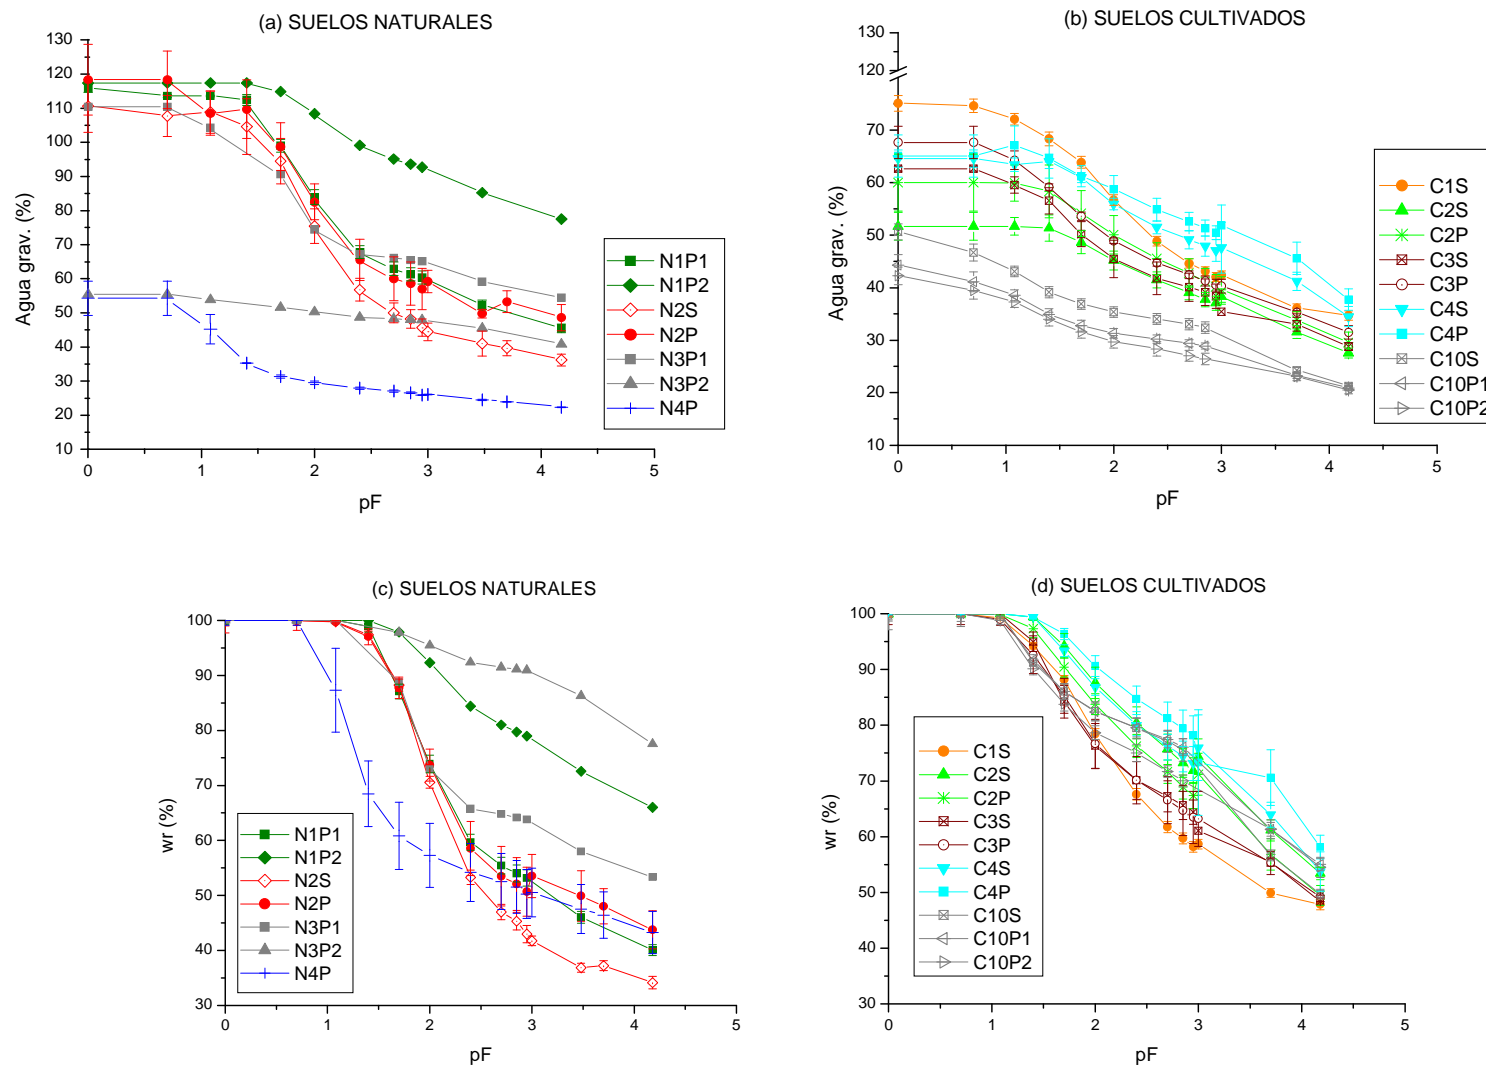 (a) SUELOS NATURALES
130
120
110
100
90
80
70
60
50
40
30
20
10
Agua grav. (%)
0 1 2 3 4 5
pF
N1P1
N1P2
N2S
N2P
N3P1
N3P2
N4P
(b) SUELOS CULTIVADOS
130
120
70
60
50
40
30
20
10
Agua grav. (%)
0 1 2 3 4 5
pF
C1S
C2S
C2P
C3S
C3P
C4S
C4P
C10S
C10P1
C10P2
(c) SUELOS NATURALES
100
90
80
70
60
50
40
30
wr (%)
0 1 2 3 4 5
pF
N1P1
N1P2
N2S
N2P
N3P1
N3P2
N4P
(d) SUELOS CULTIVADOS
100
90
80
70
60
50
40
30
wr (%)
0 1 2 3 4 5
pF
C1S
C2S
C2P
C3S
C3P
C4S
C4P
C10S
C10P1
C10P2